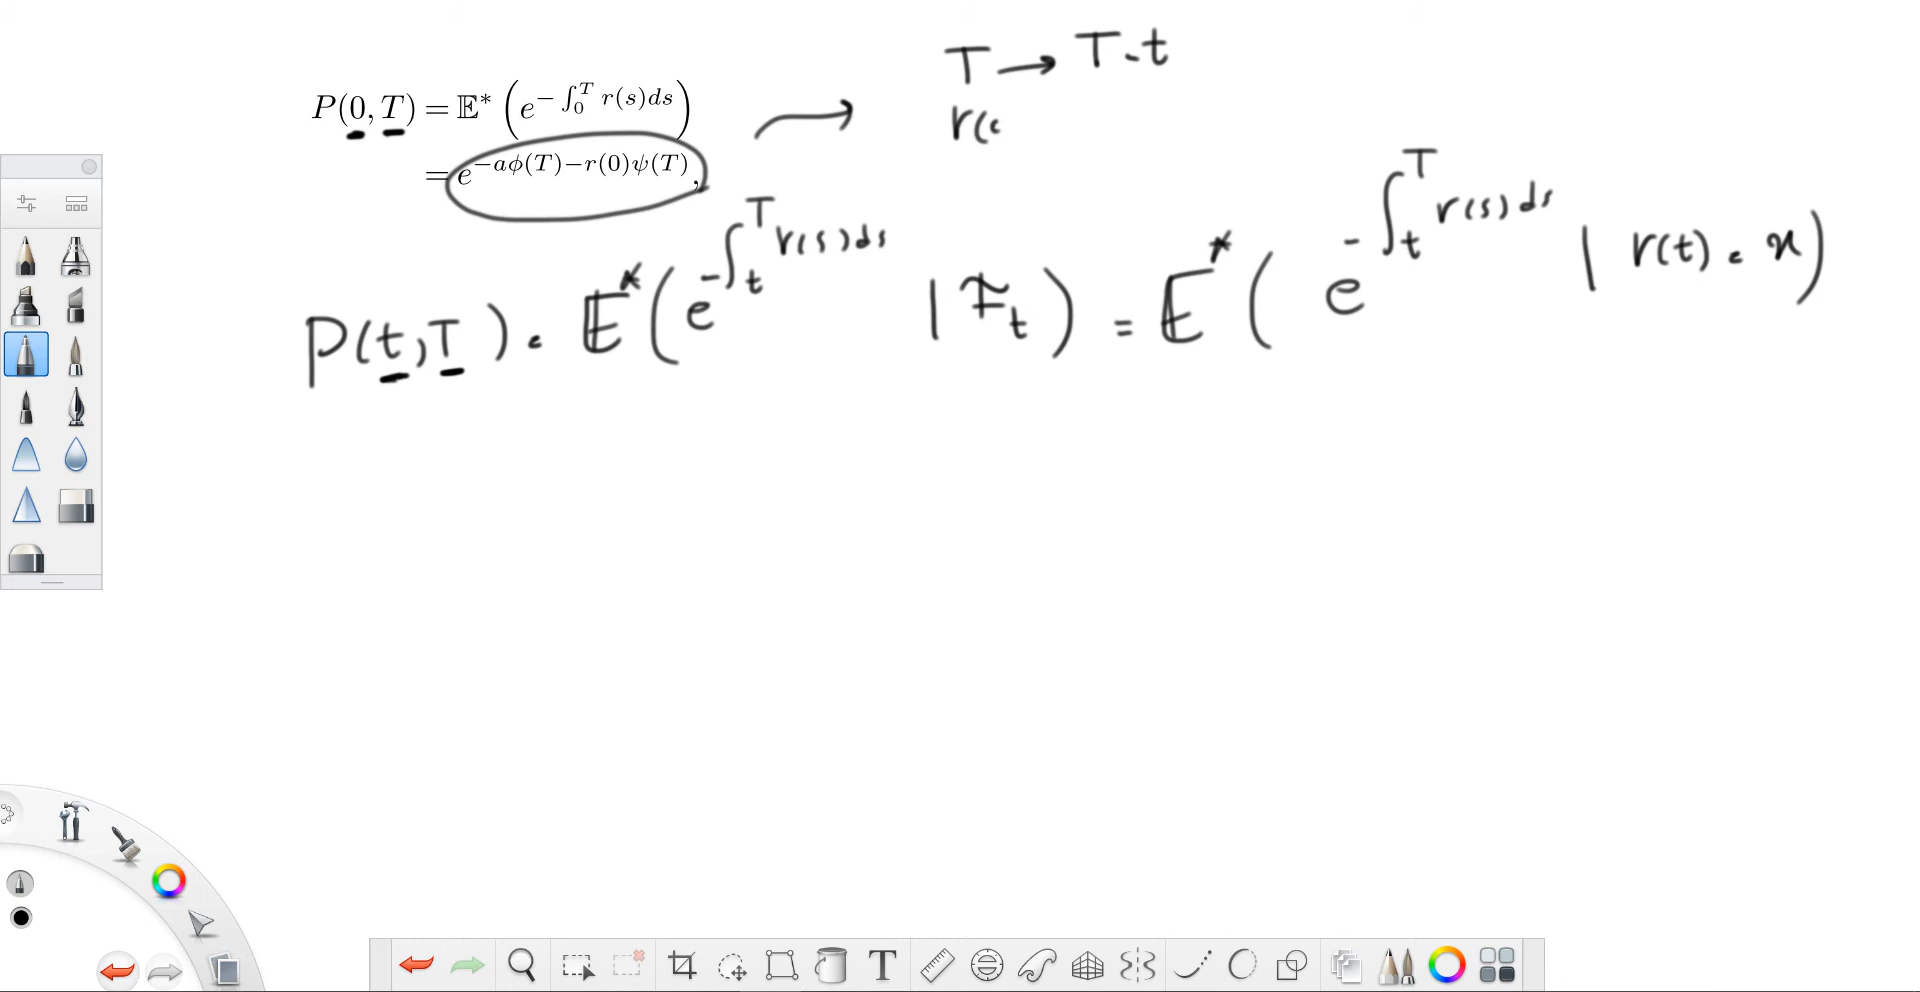 P(0, T) = 𝔼* (e^{− ∫_0^T r(s)ds})
= e^{−aϕ(T)−r(0)ψ(T)},
T → T-t
r(
P(t,T) = E*(e^{-∫_t^T r(s)ds} | F_t) = E*(e^{-∫_t^T r(s)ds} | r(t) = x)
T